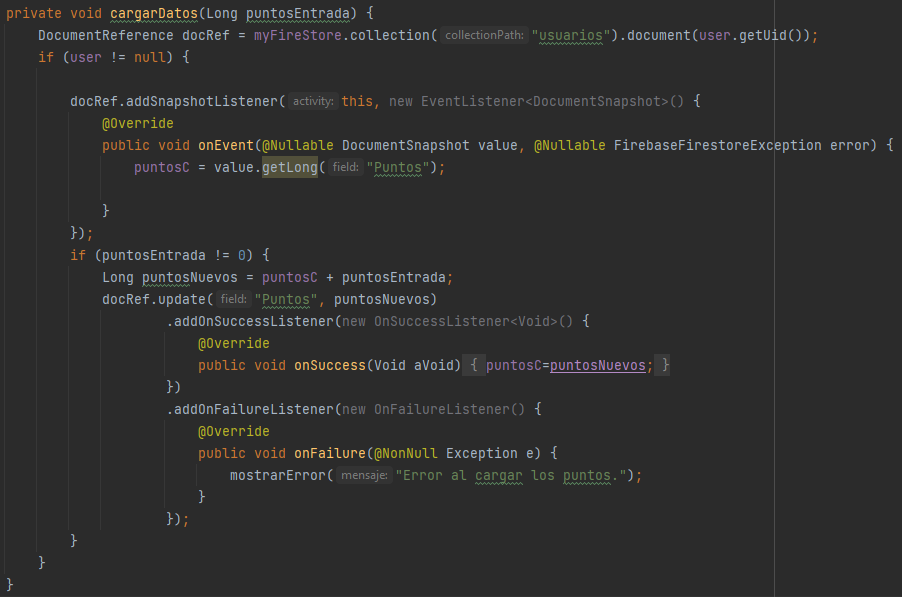 private void cargarDatos(Long puntosEntrada) {
DocumentReference docRef = myFireStore.collection( collectionPath: "usuarios").document(user.getUid());
if (user != null) {
docRef.addSnapshotListener( activity: this, new EventListener<DocumentSnapshot>() {
@Override
public void onEvent(@Nullable DocumentSnapshot value, @Nullable FirebaseFirestoreException error) {
puntosC = value.getLong( field: "Puntos");
}
});
if (puntosEntrada != 0) {
Long puntosNuevos = puntosC + puntosEntrada;
docRef.update( field: "Puntos", puntosNuevos)
.addOnSuccessListener(new OnSuccessListener<Void>() {
@Override
public void onSuccess(Void aVoid) { puntosC=puntosNuevos; }
})
.addOnFailureListener(new OnFailureListener() {
@Override
public void onFailure(@NonNull Exception e) {
mostrarError( mensaje: "Error al cargar los puntos.");
}
});
}
}
}